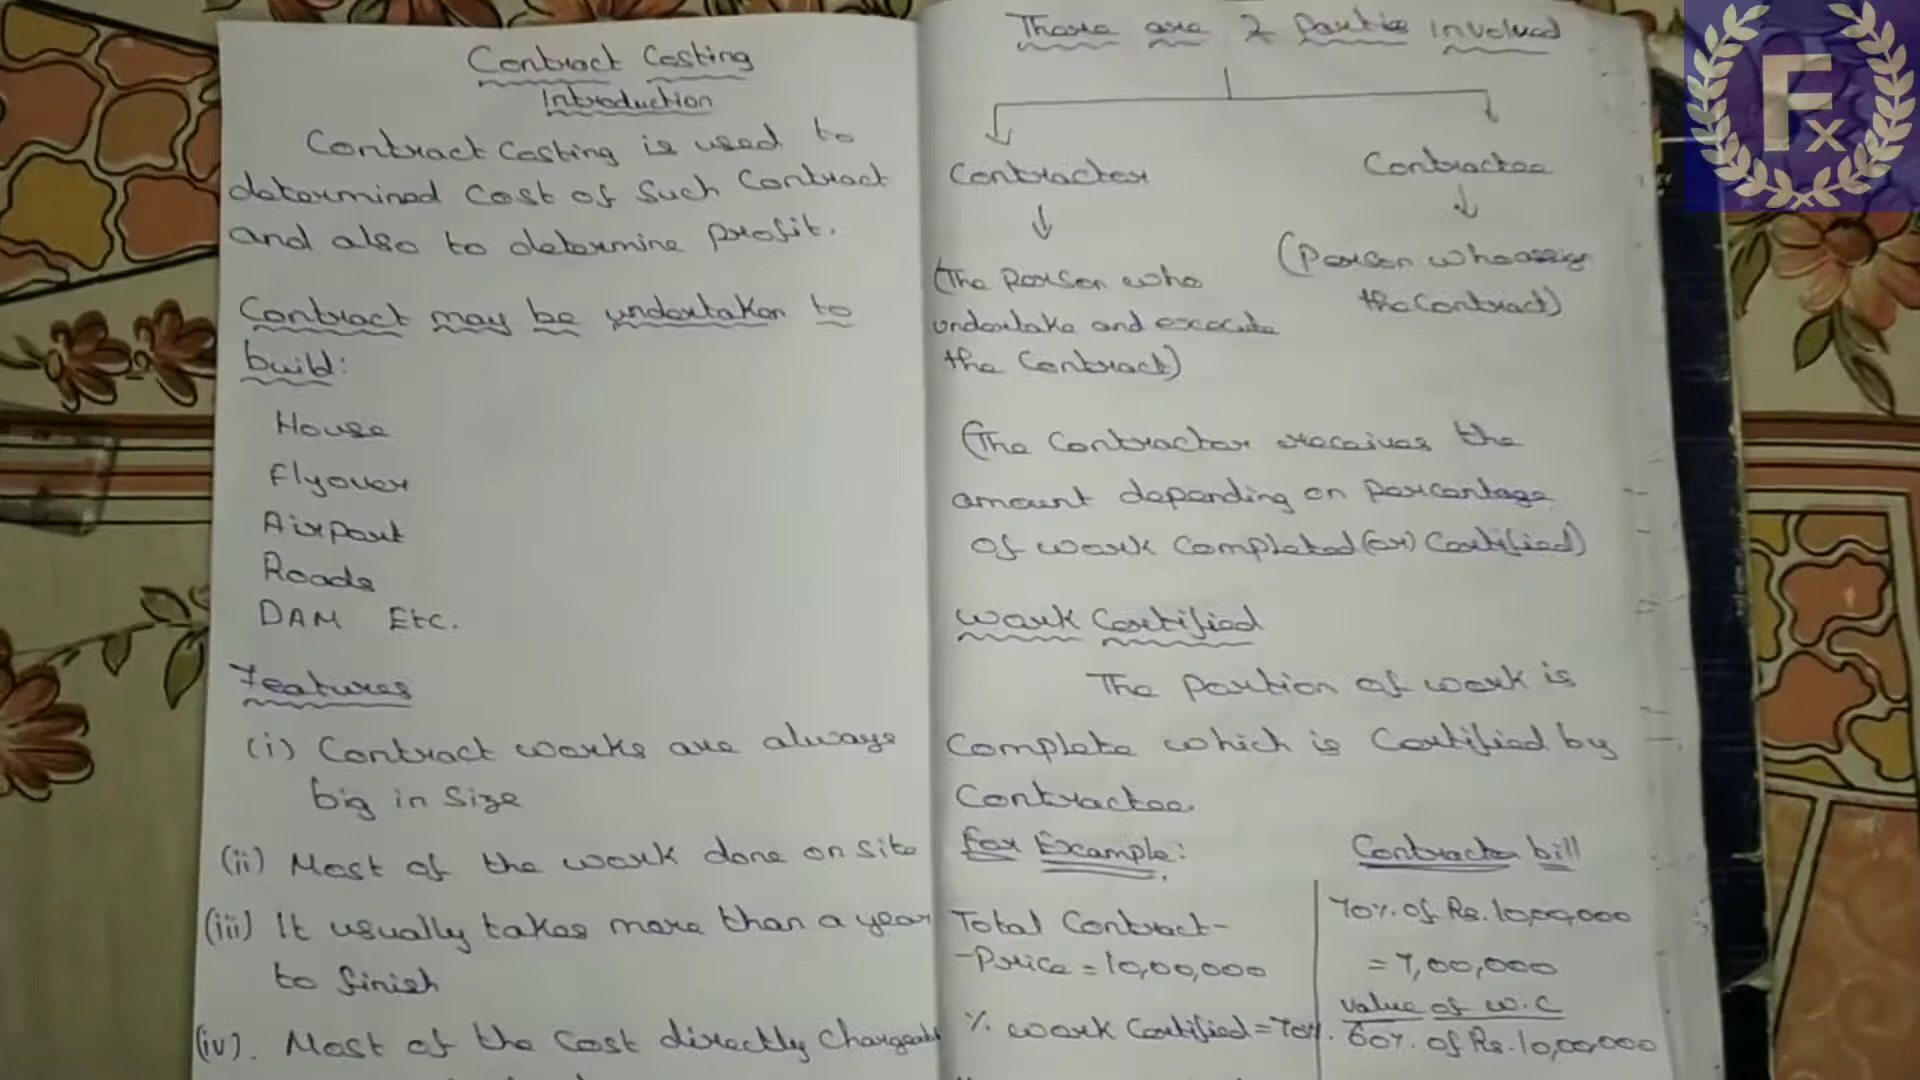 Contract Costing
Introduction
Contract Costing is used to
determined cost of such contract
and also to determine profit.
Contract may be undertaken to
build:
House
Flyover
Airport
Roads
DAM Etc.
Features
(i) Contract works are always
big in size
(ii) Most of the work done on site
(iii) It usually takes more than a year
to finish
(iv). Most of the cost directly chargeabl
There are 2 Parties involved
Contractor
(The Person who
undertake and execute
the Contract)
Contractee
(Person who assign
the Contract)
(The Contractor receives the
amount depending on Percentage
of work Completed (or) Certified)
Work Certified
The Portion of work is
Complete which is Certified by
Contractee.
For Example:
Total Contract-
-Price = 10,00,000
% work Certified = 70%.
Contracte bill
70%. of Rs. 10,00,000
= 7,00,000
value of w.c
60%. of Rs. 10,00,000
Fx